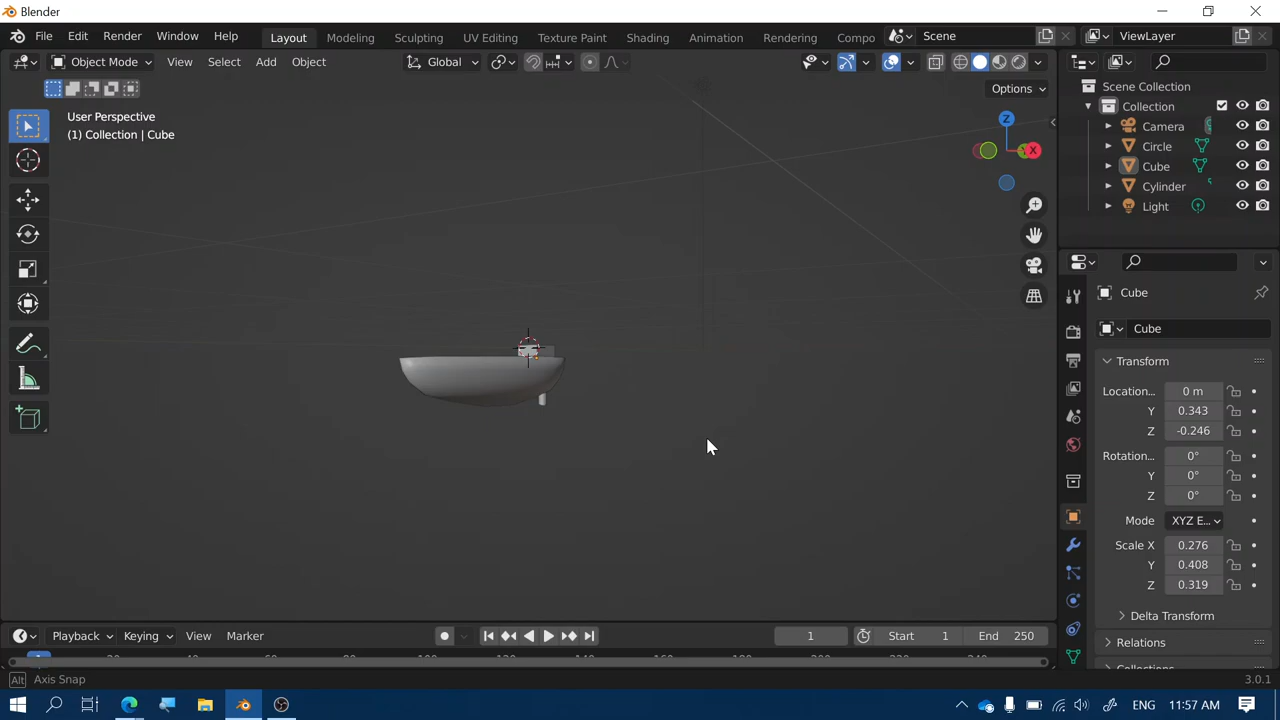 Blender
File Edit Render Window Help Layout Modeling Sculpting UV Editing Texture Paint Shading Animation Rendering Compo Scene ViewLayer
Object Mode View Select Add Object Global
Options
User Perspective
(1) Collection | Cube
Z
X
Scene Collection
Collection
Camera
Circle
Cube
Cylinder
Light
Cube
Cube
Transform
Location... 0 m
Y 0.343
Z -0.246
Rotation... 0°
Y 0°
Z 0°
Mode XYZ E...
Scale X 0.276
Y 0.408
Z 0.319
Delta Transform
Relations
Playback Keying View Marker 1 Start 1 End 250
Alt Axis Snap 3.0.1
ENG 11:57 AM